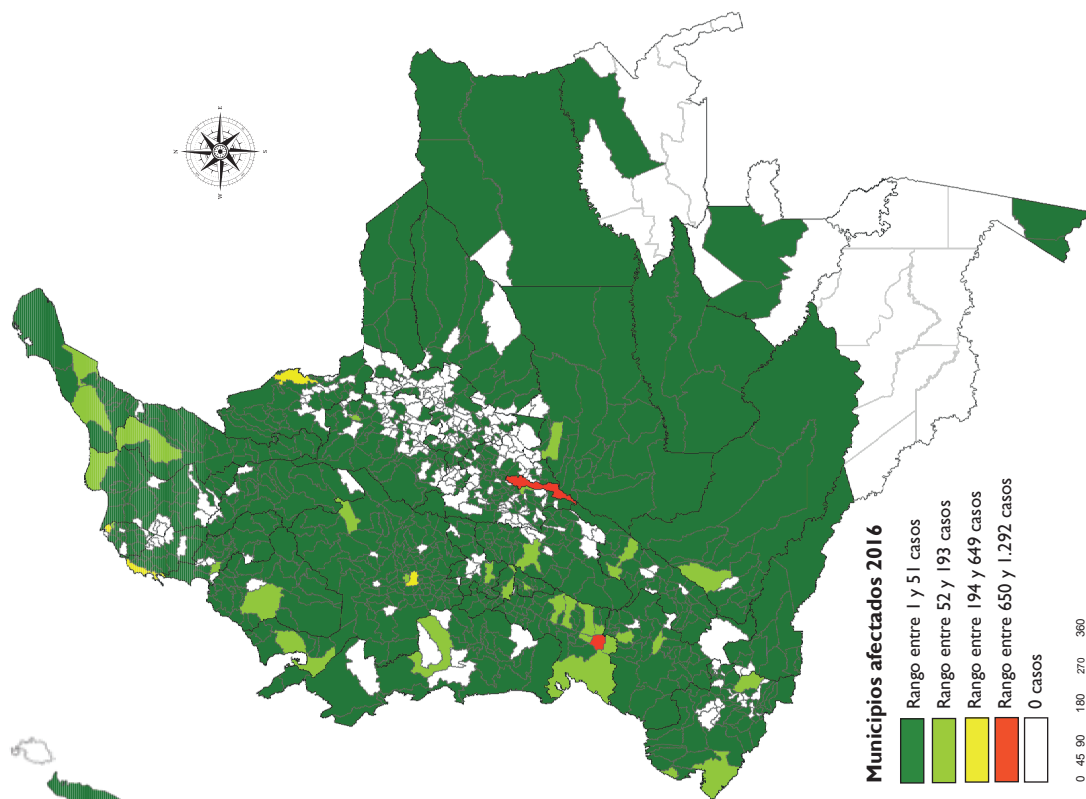 N
E
S
W
Municipios afectados 2016
Rango entre 1 y 51 casos
Rango entre 52 y 193 casos
Rango entre 194 y 649 casos
Rango entre 650 y 1.292 casos
0 casos
0 45 90 180 270 360